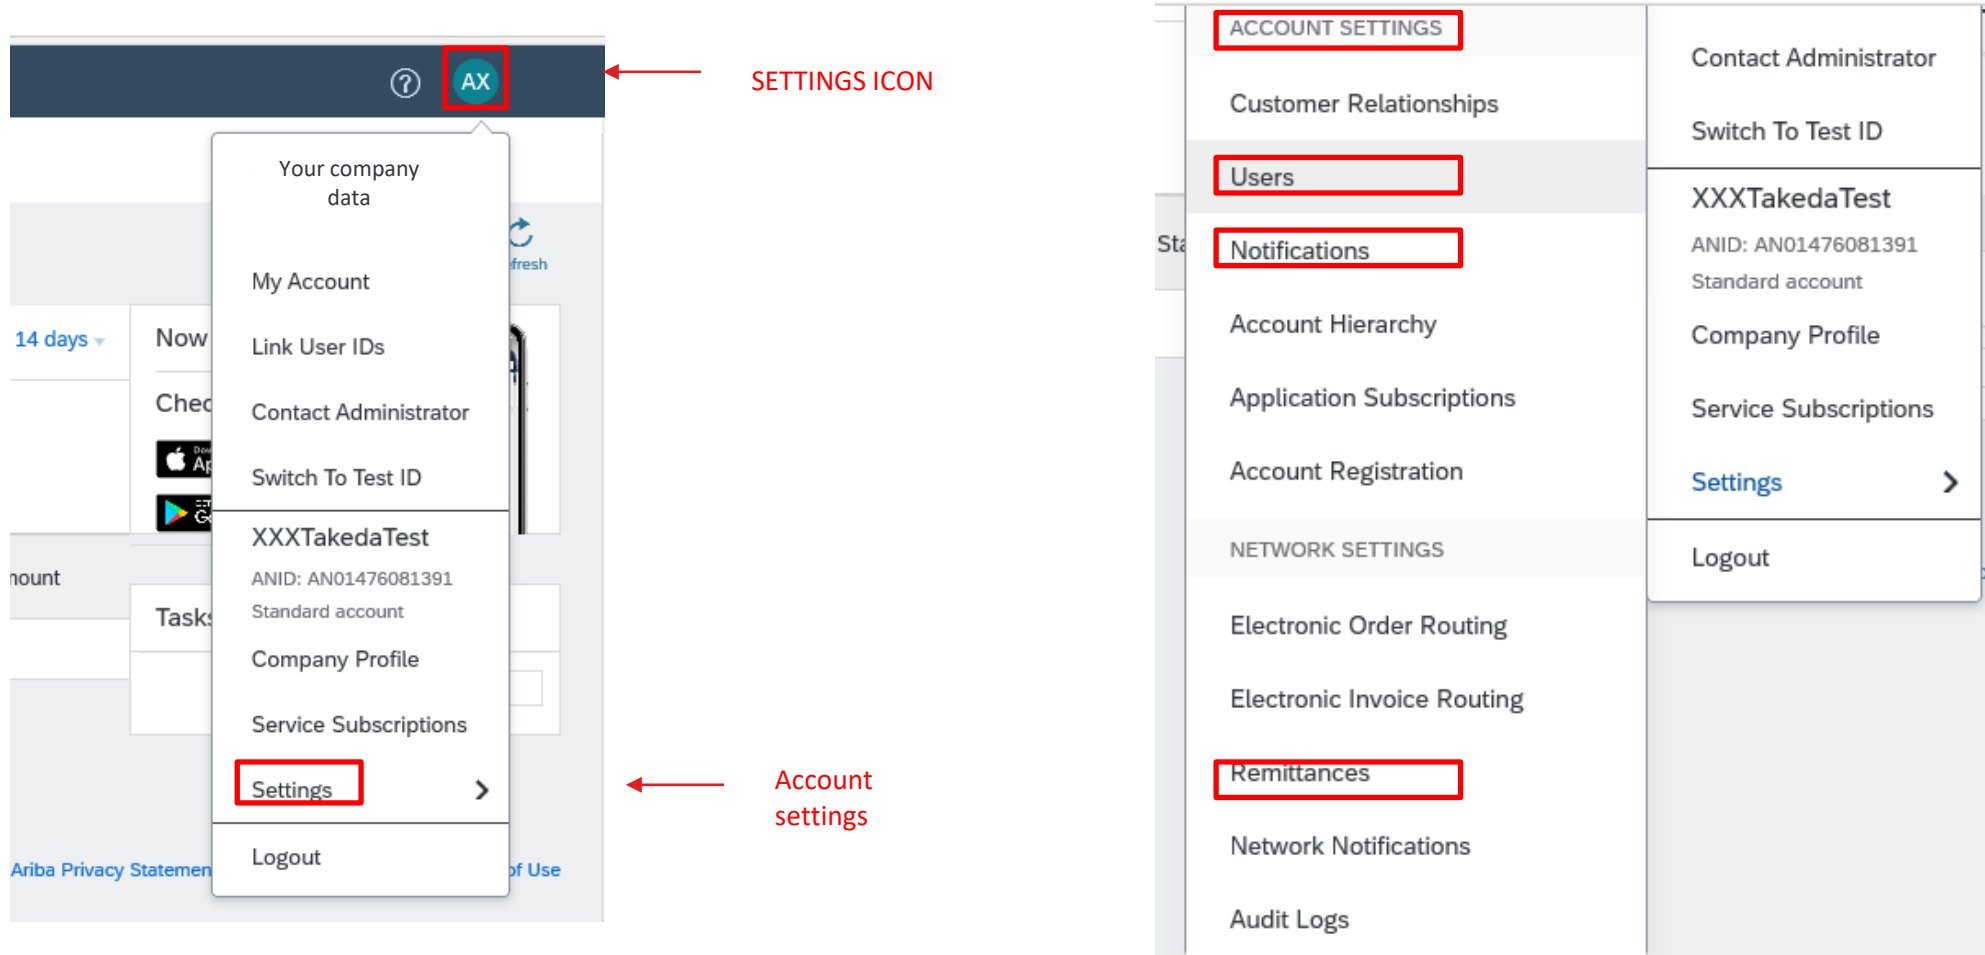 AX
SETTINGS ICON
Your company
data
My Account
Link User IDs
Contact Administrator
Switch To Test ID
XXXTakedaTest
ANID: AN01476081391
Standard account
Company Profile
Service Subscriptions
Settings
Logout
efresh
14 days
Now
Chec
Tasks
Ariba Privacy Statemen
of Use
Account
settings
ACCOUNT SETTINGS
Customer Relationships
Users
Notifications
Account Hierarchy
Application Subscriptions
Account Registration
NETWORK SETTINGS
Electronic Order Routing
Electronic Invoice Routing
Remittances
Network Notifications
Audit Logs
Sta
Contact Administrator
Switch To Test ID
XXXTakedaTest
ANID: AN01476081391
Standard account
Company Profile
Service Subscriptions
Settings
Logout